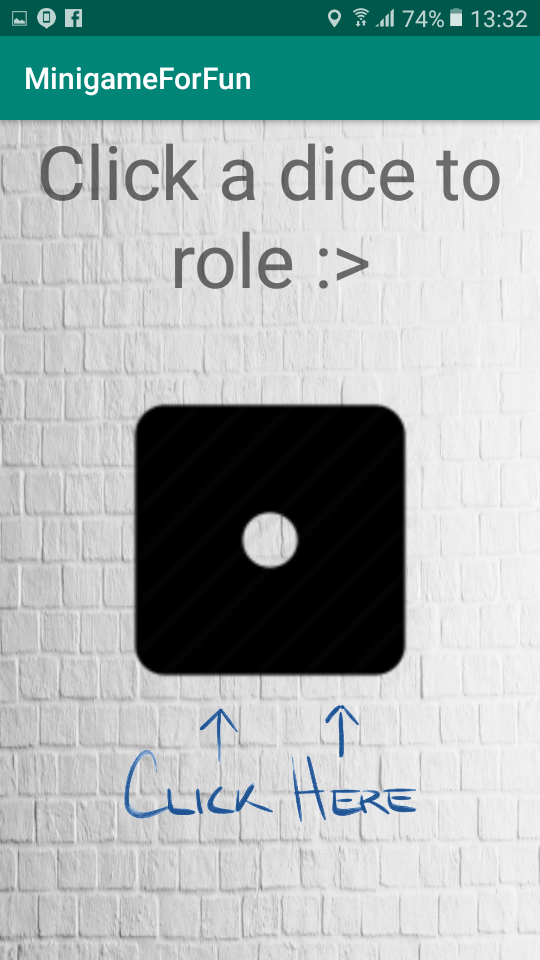 74% 13:32
MinigameForFun
Click a dice to
role :>
CLICK HERE